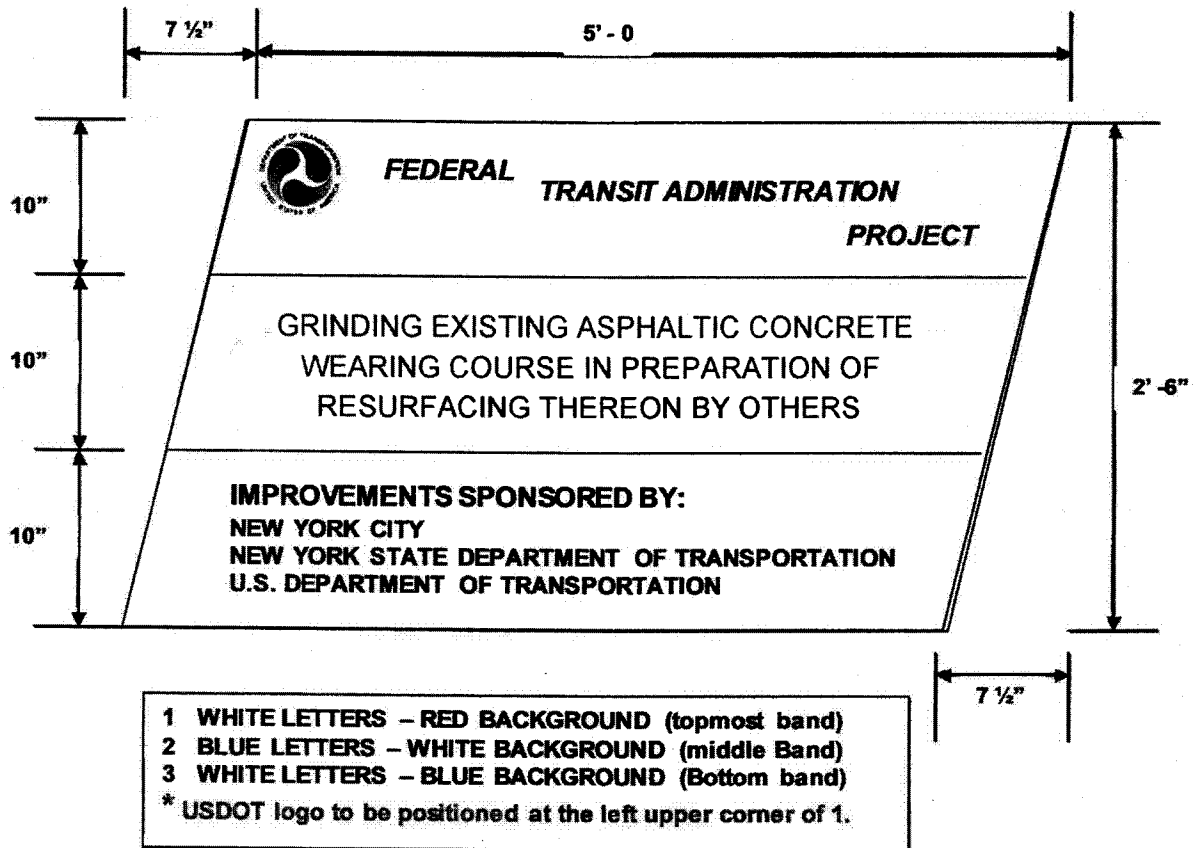 7 ½”
5' - 0
10”
FEDERAL
TRANSIT ADMINISTRATION
PROJECT
10”
GRINDING EXISTING ASPHALTIC CONCRETE
WEARING COURSE IN PREPARATION OF
RESURFACING THEREON BY OTHERS
2' -6”
10”
IMPROVEMENTS SPONSORED BY:
NEW YORK CITY
NEW YORK STATE DEPARTMENT OF TRANSPORTATION
U.S. DEPARTMENT OF TRANSPORTATION
7 ½”
1 WHITE LETTERS – RED BACKGROUND (topmost band)
2 BLUE LETTERS – WHITE BACKGROUND (middle Band)
3 WHITE LETTERS – BLUE BACKGROUND (Bottom band)
* USDOT logo to be positioned at the left upper corner of 1.